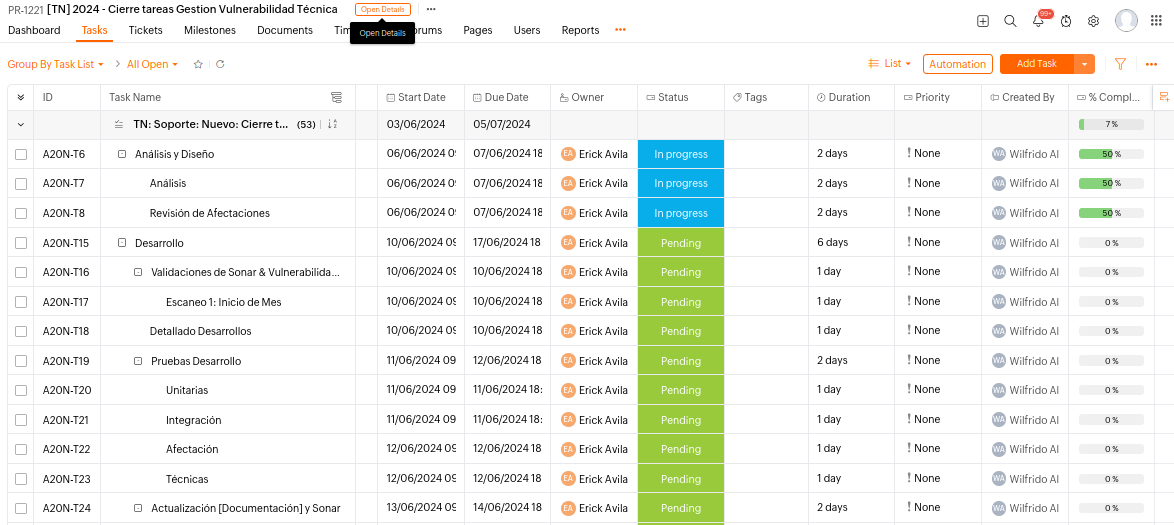 PR-1221 [TN] 2024 - Cierre tareas Gestion Vulnerabilidad Técnica Open Details
Dashboard Tasks Tickets Milestones Documents Tim Open Details orums Pages Users Reports
99+
Group By Task List All Open List Automation Add Task
ID Task Name Start Date Due Date Owner Status Tags Duration Priority Created By % Compl...
TN: Soporte: Nuevo: Cierre t... (53) 03/06/2024 05/07/2024 7 %
A20N-T6 Análisis y Diseño 06/06/2024 09 07/06/2024 18 EA Erick Avila In progress 2 days ! None WA Wilfrido Al 50 %
A20N-T7 Análisis 06/06/2024 09 07/06/2024 18 EA Erick Avila In progress 2 days ! None WA Wilfrido Al 50 %
A20N-T8 Revisión de Afectaciones 06/06/2024 09 07/06/2024 18 EA Erick Avila In progress 2 days ! None WA Wilfrido Al 50 %
A20N-T15 Desarrollo 10/06/2024 09 17/06/2024 18 EA Erick Avila Pending 6 days ! None WA Wilfrido Al 0 %
A20N-T16 Validaciones de Sonar & Vulnerabilida... 10/06/2024 09 10/06/2024 18 EA Erick Avila Pending 1 day ! None WA Wilfrido Al 0 %
A20N-T17 Escaneo 1: Inicio de Mes 10/06/2024 09 10/06/2024 18 EA Erick Avila Pending 1 day ! None WA Wilfrido Al 0 %
A20N-T18 Detallado Desarrollos 10/06/2024 09 10/06/2024 18 EA Erick Avila Pending 1 day ! None WA Wilfrido Al 0 %
A20N-T19 Pruebas Desarrollo 11/06/2024 09 12/06/2024 18 EA Erick Avila Pending 2 days ! None WA Wilfrido Al 0 %
A20N-T20 Unitarias 11/06/2024 09 11/06/2024 18: EA Erick Avila Pending 1 day ! None WA Wilfrido Al 0 %
A20N-T21 Integración 11/06/2024 09 11/06/2024 18: EA Erick Avila Pending 1 day ! None WA Wilfrido Al 0 %
A20N-T22 Afectación 12/06/2024 09 12/06/2024 18 EA Erick Avila Pending 1 day ! None WA Wilfrido Al 0 %
A20N-T23 Técnicas 12/06/2024 09 12/06/2024 18 EA Erick Avila Pending 1 day ! None WA Wilfrido Al 0 %
A20N-T24 Actualización [Documentación] y Sonar 13/06/2024 09 14/06/2024 18 EA Erick Avila Pending 2 days ! None WA Wilfrido Al 0 %